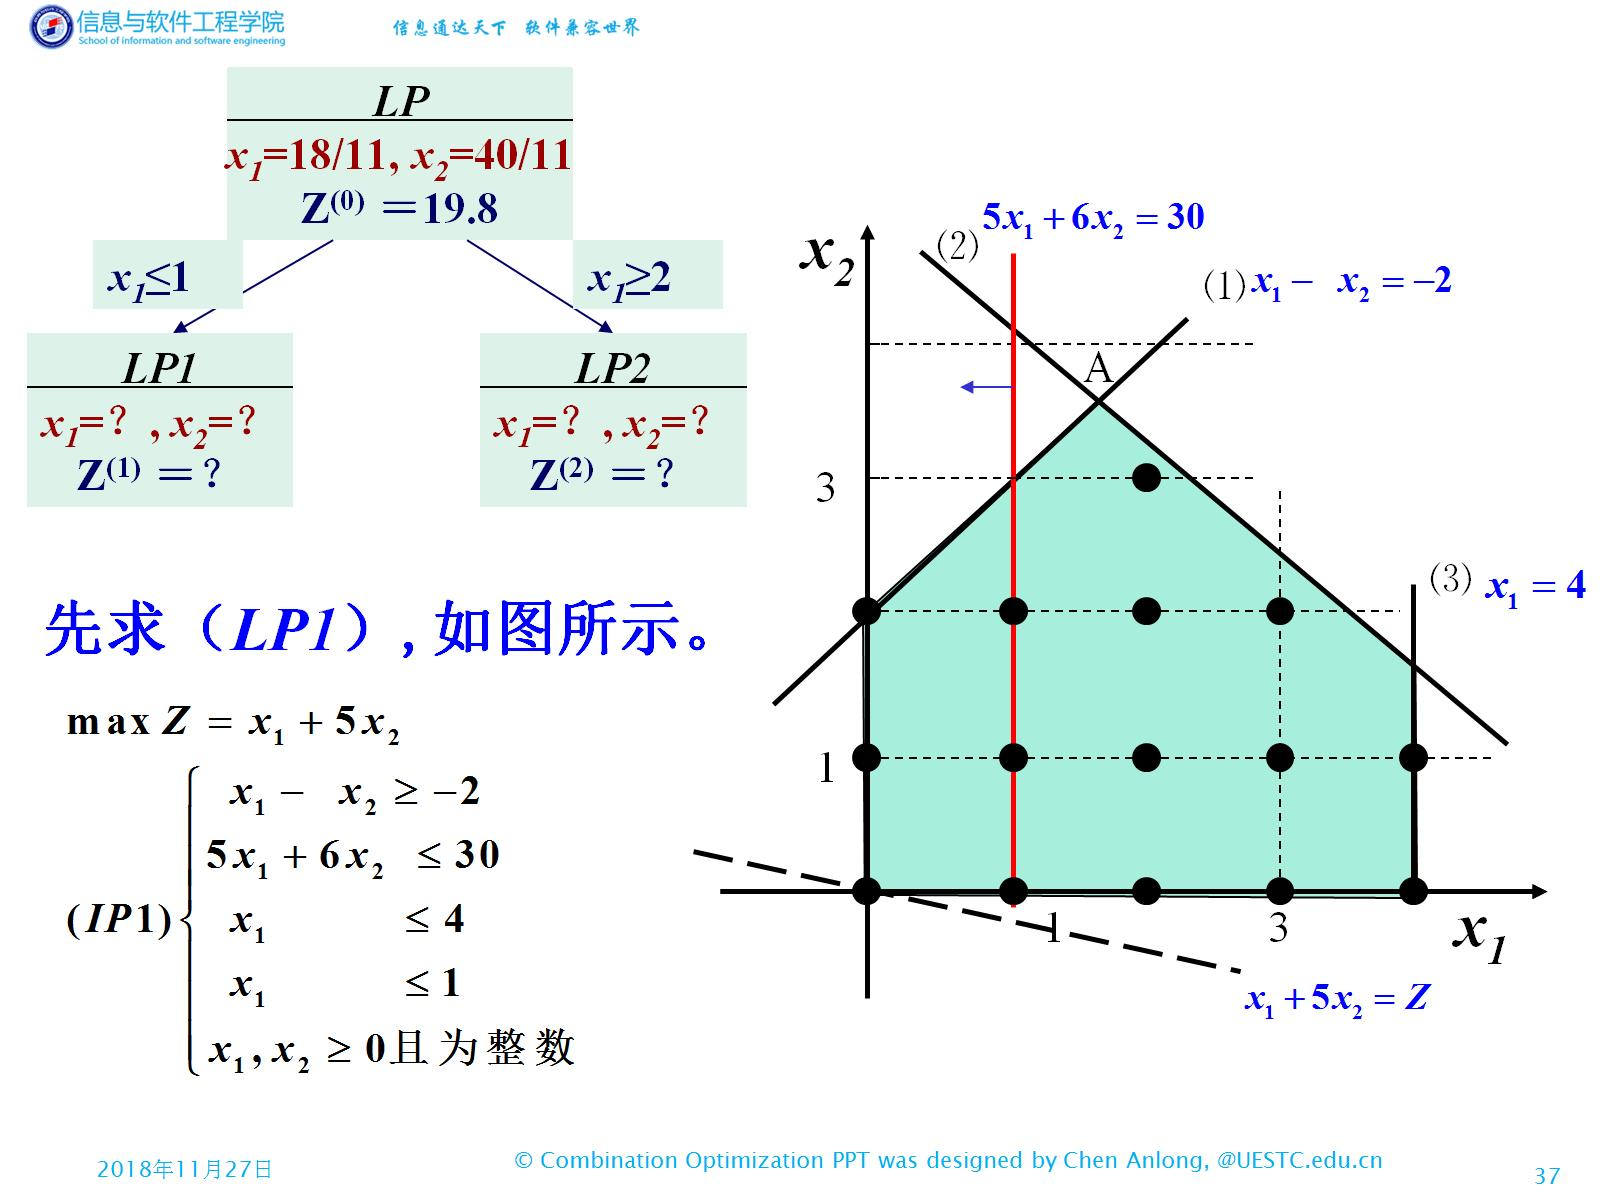 信息与软件工程学院
School of information and software engineering
信息通达天下 软件兼容世界
LP
x1=18/11, x2=40/11
Z(0) ＝19.8
x1≤1
x1≥2
LP1
x1=？, x2=？
Z(1) ＝？
LP2
x1=？, x2=？
Z(2) ＝？
先求（LP1）, 如图所示。
max Z = x1 + 5x2
(IP1)
x1 − x2 ≥ −2
5x1 + 6x2 ≤ 30
x1 ≤ 4
x1 ≤ 1
x1, x2 ≥ 0且为整数
x2
(2)
5x1 + 6x2 = 30
(1) x1 − x2 = −2
A
3
(3) x1 = 4
1
1
3
x1
x1 + 5x2 = Z
2018年11月27日
© Combination Optimization PPT was designed by Chen Anlong, @UESTC.edu.cn
37